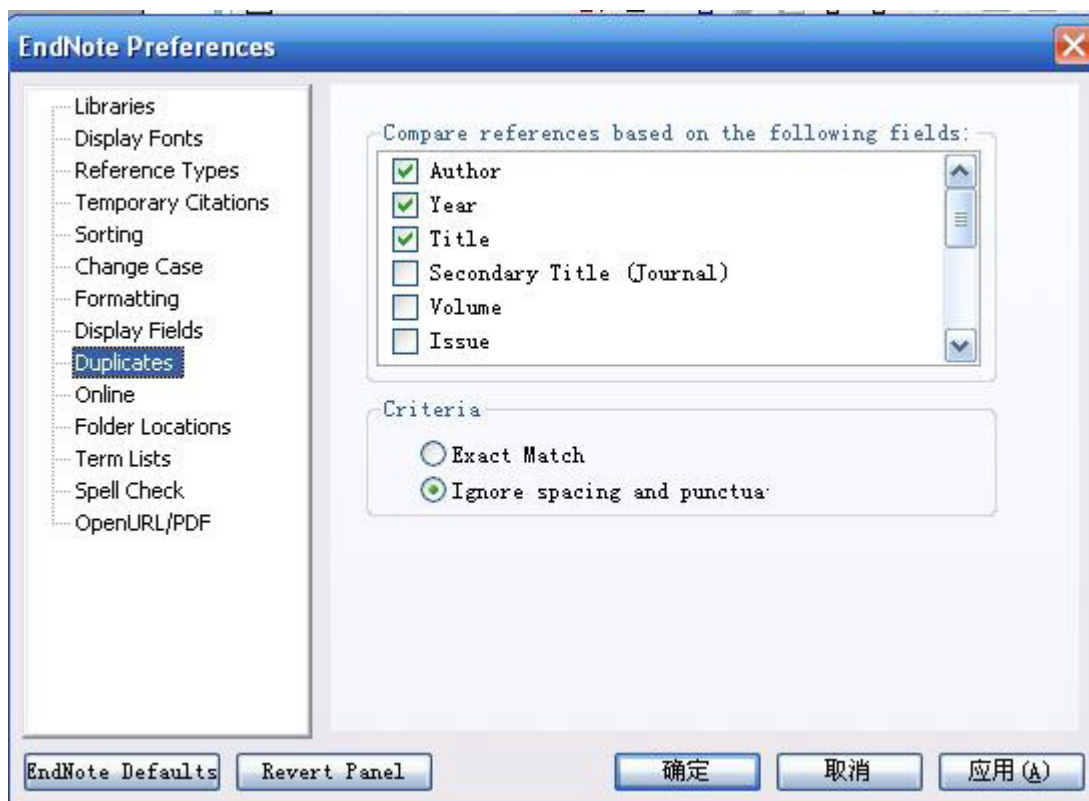 EndNote Preferences
Libraries
Display Fonts
Reference Types
Temporary Citations
Sorting
Change Case
Formatting
Display Fields
Duplicates
Online
Folder Locations
Term Lists
Spell Check
OpenURL/PDF
Compare references based on the following fields:
Author
Year
Title
Secondary Title (Journal)
Volume
Issue
Criteria
Exact Match
Ignore spacing and punctua
EndNote Defaults Revert Panel 确定 取消 应用(A)